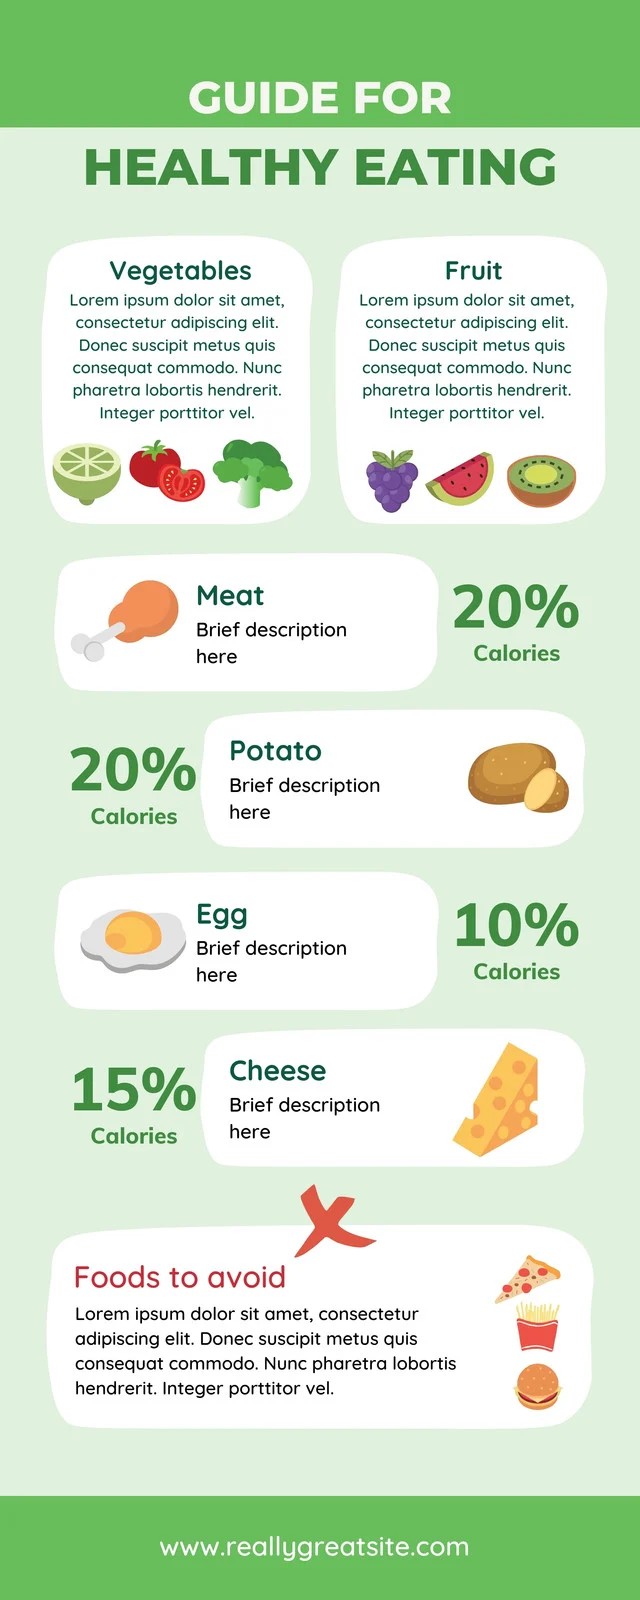 GUIDE FOR
HEALTHY EATING
Vegetables
Lorem ipsum dolor sit amet,
consectetur adipiscing elit.
Donec suscipit metus quis
consequat commodo. Nunc
pharetra lobortis hendrerit.
Integer porttitor vel.
Fruit
Lorem ipsum dolor sit amet,
consectetur adipiscing elit.
Donec suscipit metus quis
consequat commodo. Nunc
pharetra lobortis hendrerit.
Integer porttitor vel.
Meat
Brief description
here
20%
Calories
20%
Calories
Potato
Brief description
here
Egg
Brief description
here
10%
Calories
15%
Calories
Cheese
Brief description
here
Foods to avoid
Lorem ipsum dolor sit amet, consectetur
adipiscing elit. Donec suscipit metus quis
consequat commodo. Nunc pharetra lobortis
hendrerit. Integer porttitor vel.
www.reallygreatsite.com